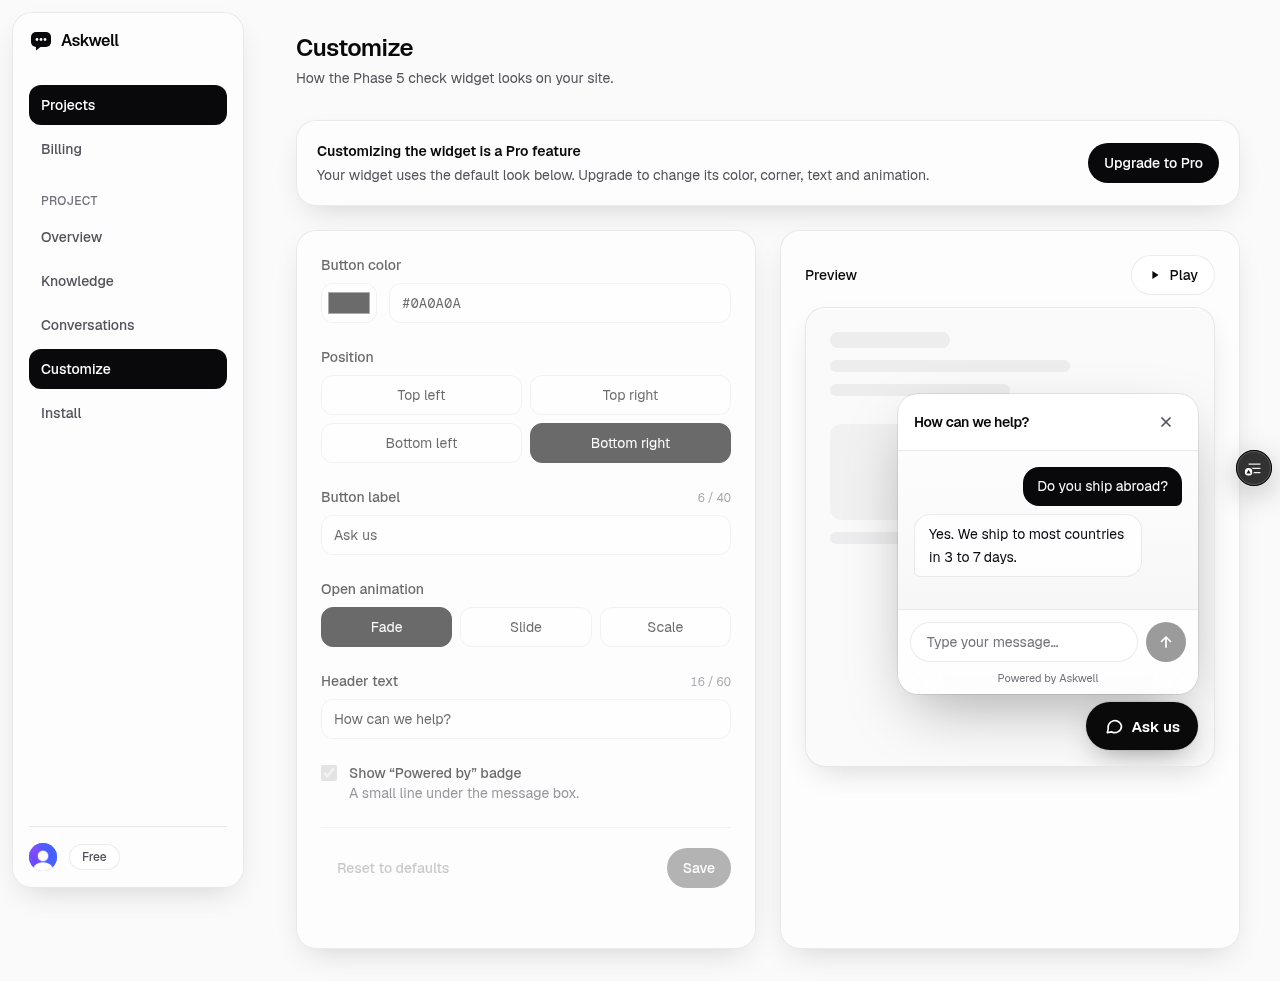 Askwell
Projects
Billing
PROJECT
Overview
Knowledge
Conversations
Customize
Install
Free
Customize
How the Phase 5 check widget looks on your site.
Customizing the widget is a Pro feature
Your widget uses the default look below. Upgrade to change its color, corner, text and animation.
Upgrade to Pro
Button color
#0A0A0A
Position
Top left
Top right
Bottom left
Bottom right
Button label
6 / 40
Ask us
Open animation
Fade
Slide
Scale
Header text
16 / 60
How can we help?
Show “Powered by” badge
A small line under the message box.
Reset to defaults
Save
Preview
Play
How can we help?
Do you ship abroad?
Yes. We ship to most countries
in 3 to 7 days.
Type your message...
Powered by Askwell
Ask us